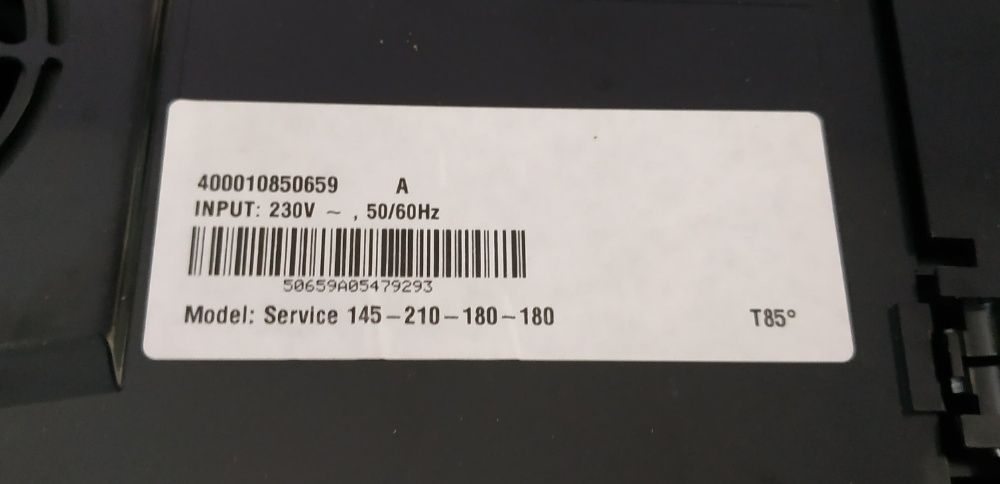 400010850659 A
INPUT: 230V ~ , 50/60Hz
50659A05479293
Model: Service 145-210-180-180 T85°